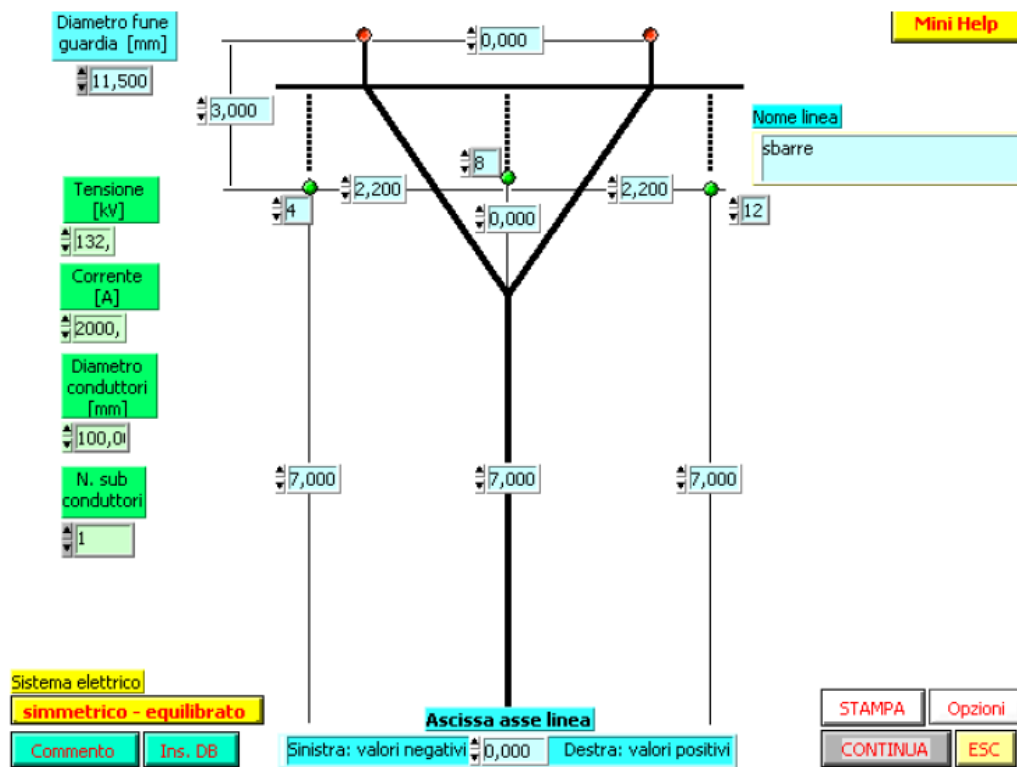 Diametro fune
guardia [mm]
11,500
0,000
Mini Help
3,000
Nome linea
sbarre
8
2,200
2,200
4
0,000
12
Tensione
[kV]
132,
Corrente
[A]
2000,
Diametro
conduttori
[mm]
100,0
7,000
7,000
7,000
N. sub
conduttori
1
Sistema elettrico
simmetrico - equilibrato
Commento
Ins. DB
Ascissa asse linea
Sinistra: valori negativi
0,000
Destra: valori positivi
STAMPA
Opzioni
CONTINUA
ESC